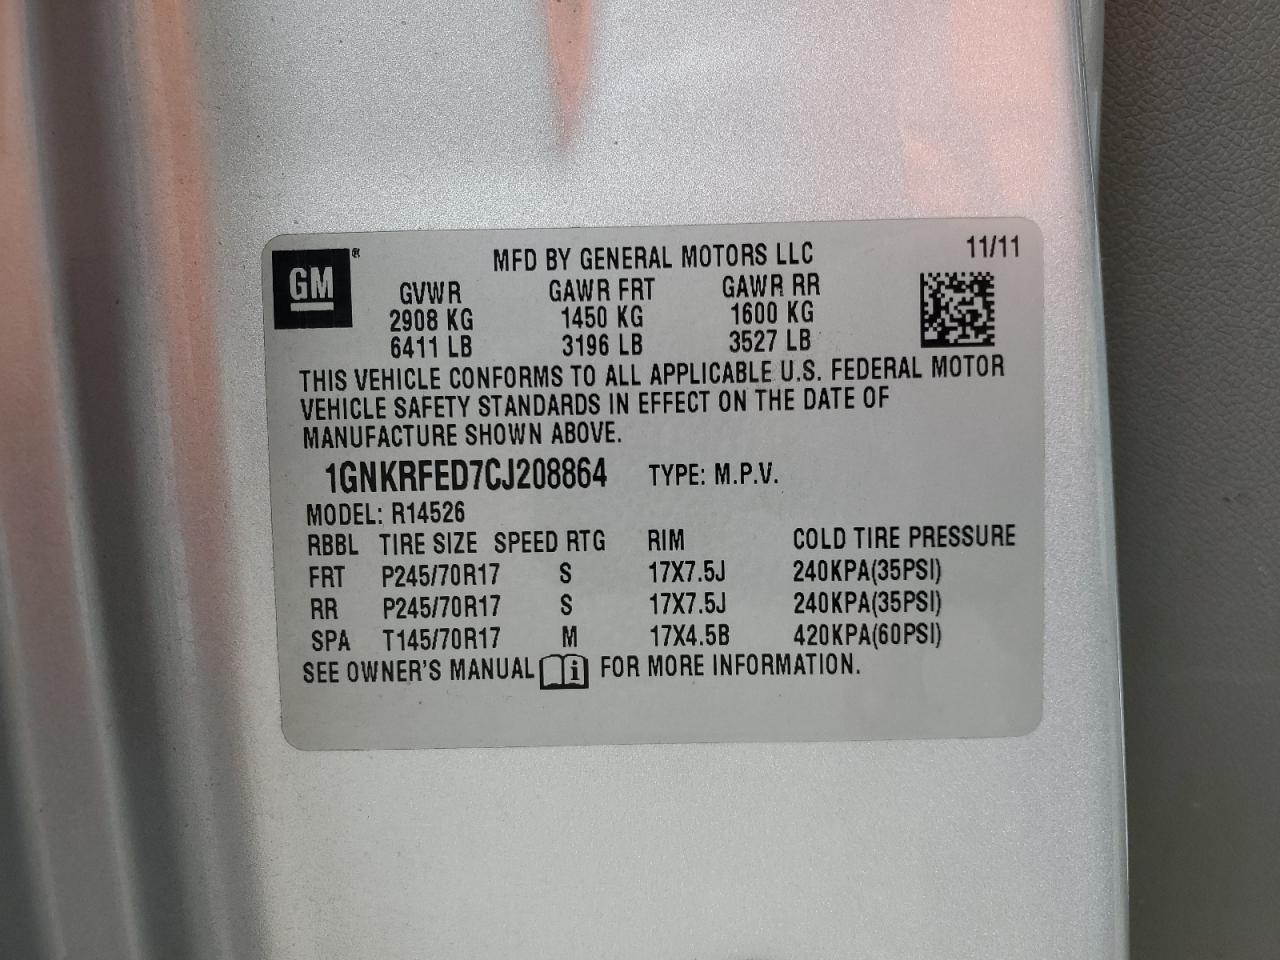 GM ® MFD BY GENERAL MOTORS LLC 11/11
GVWR GAWR FRT GAWR RR
2908 KG 1450 KG 1600 KG
6411 LB 3196 LB 3527 LB
THIS VEHICLE CONFORMS TO ALL APPLICABLE U.S. FEDERAL MOTOR
VEHICLE SAFETY STANDARDS IN EFFECT ON THE DATE OF
MANUFACTURE SHOWN ABOVE.
1GNKRFED7CJ208864 TYPE: M.P.V.
MODEL: R14526
RBBL TIRE SIZE SPEED RTG RIM COLD TIRE PRESSURE
FRT P245/70R17 S 17X7.5J 240KPA(35PSI)
RR P245/70R17 S 17X7.5J 240KPA(35PSI)
SPA T145/70R17 M 17X4.5B 420KPA(60PSI)
SEE OWNER'S MANUAL i FOR MORE INFORMATION.